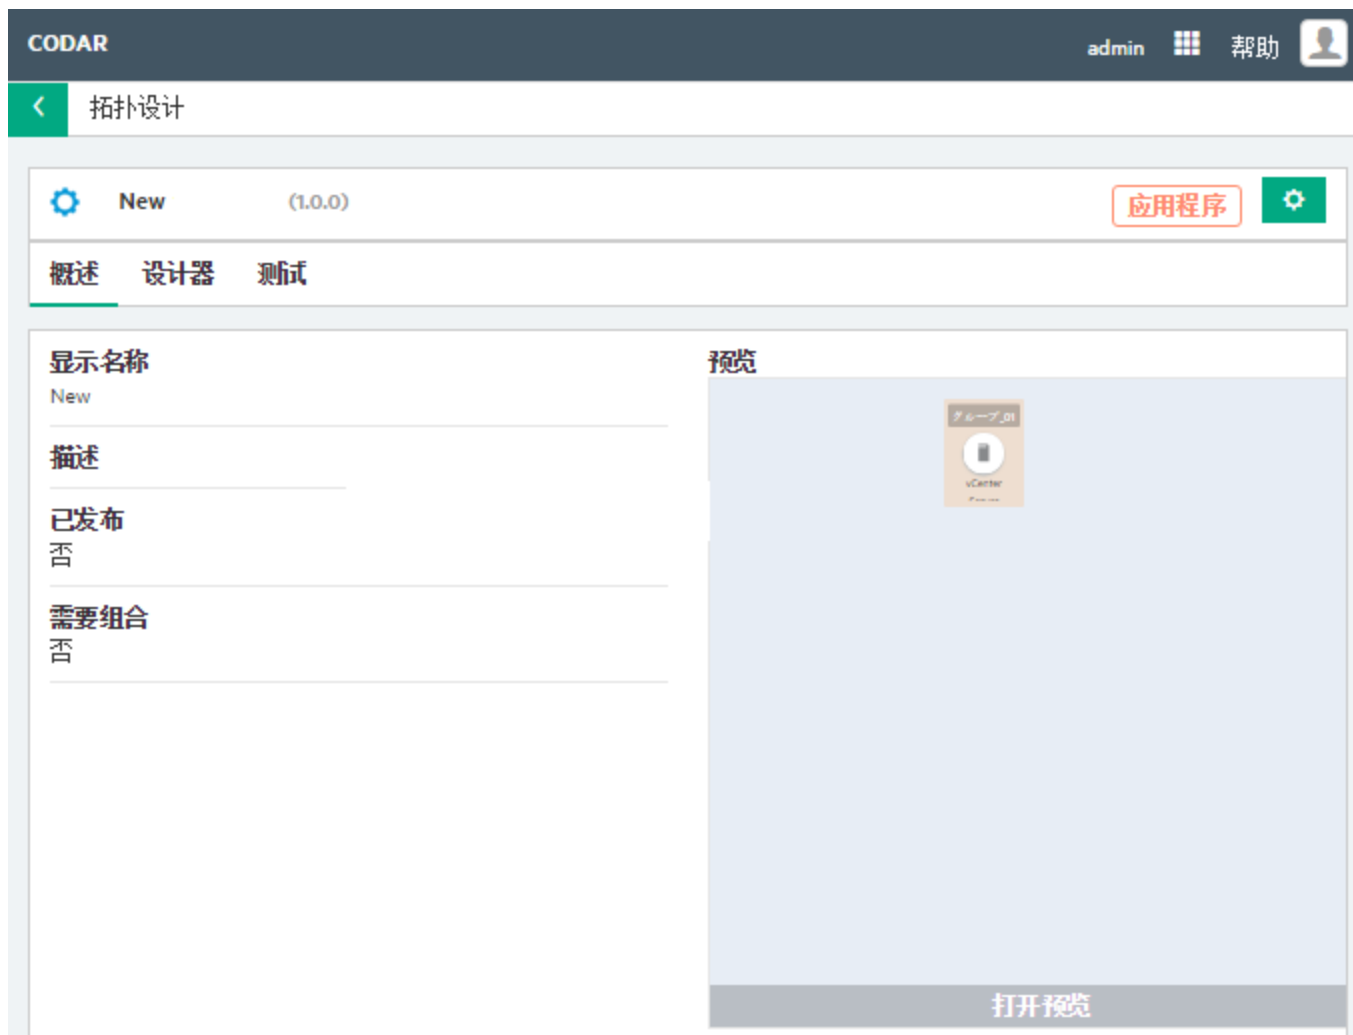 CODAR
admin 帮助
拓扑设计
New (1.0.0) 应用程序
概述 设计器 测试
显示名称
New
描述
已发布
否
需要组合
否
预览
グループ_01
vCenter
打开预览